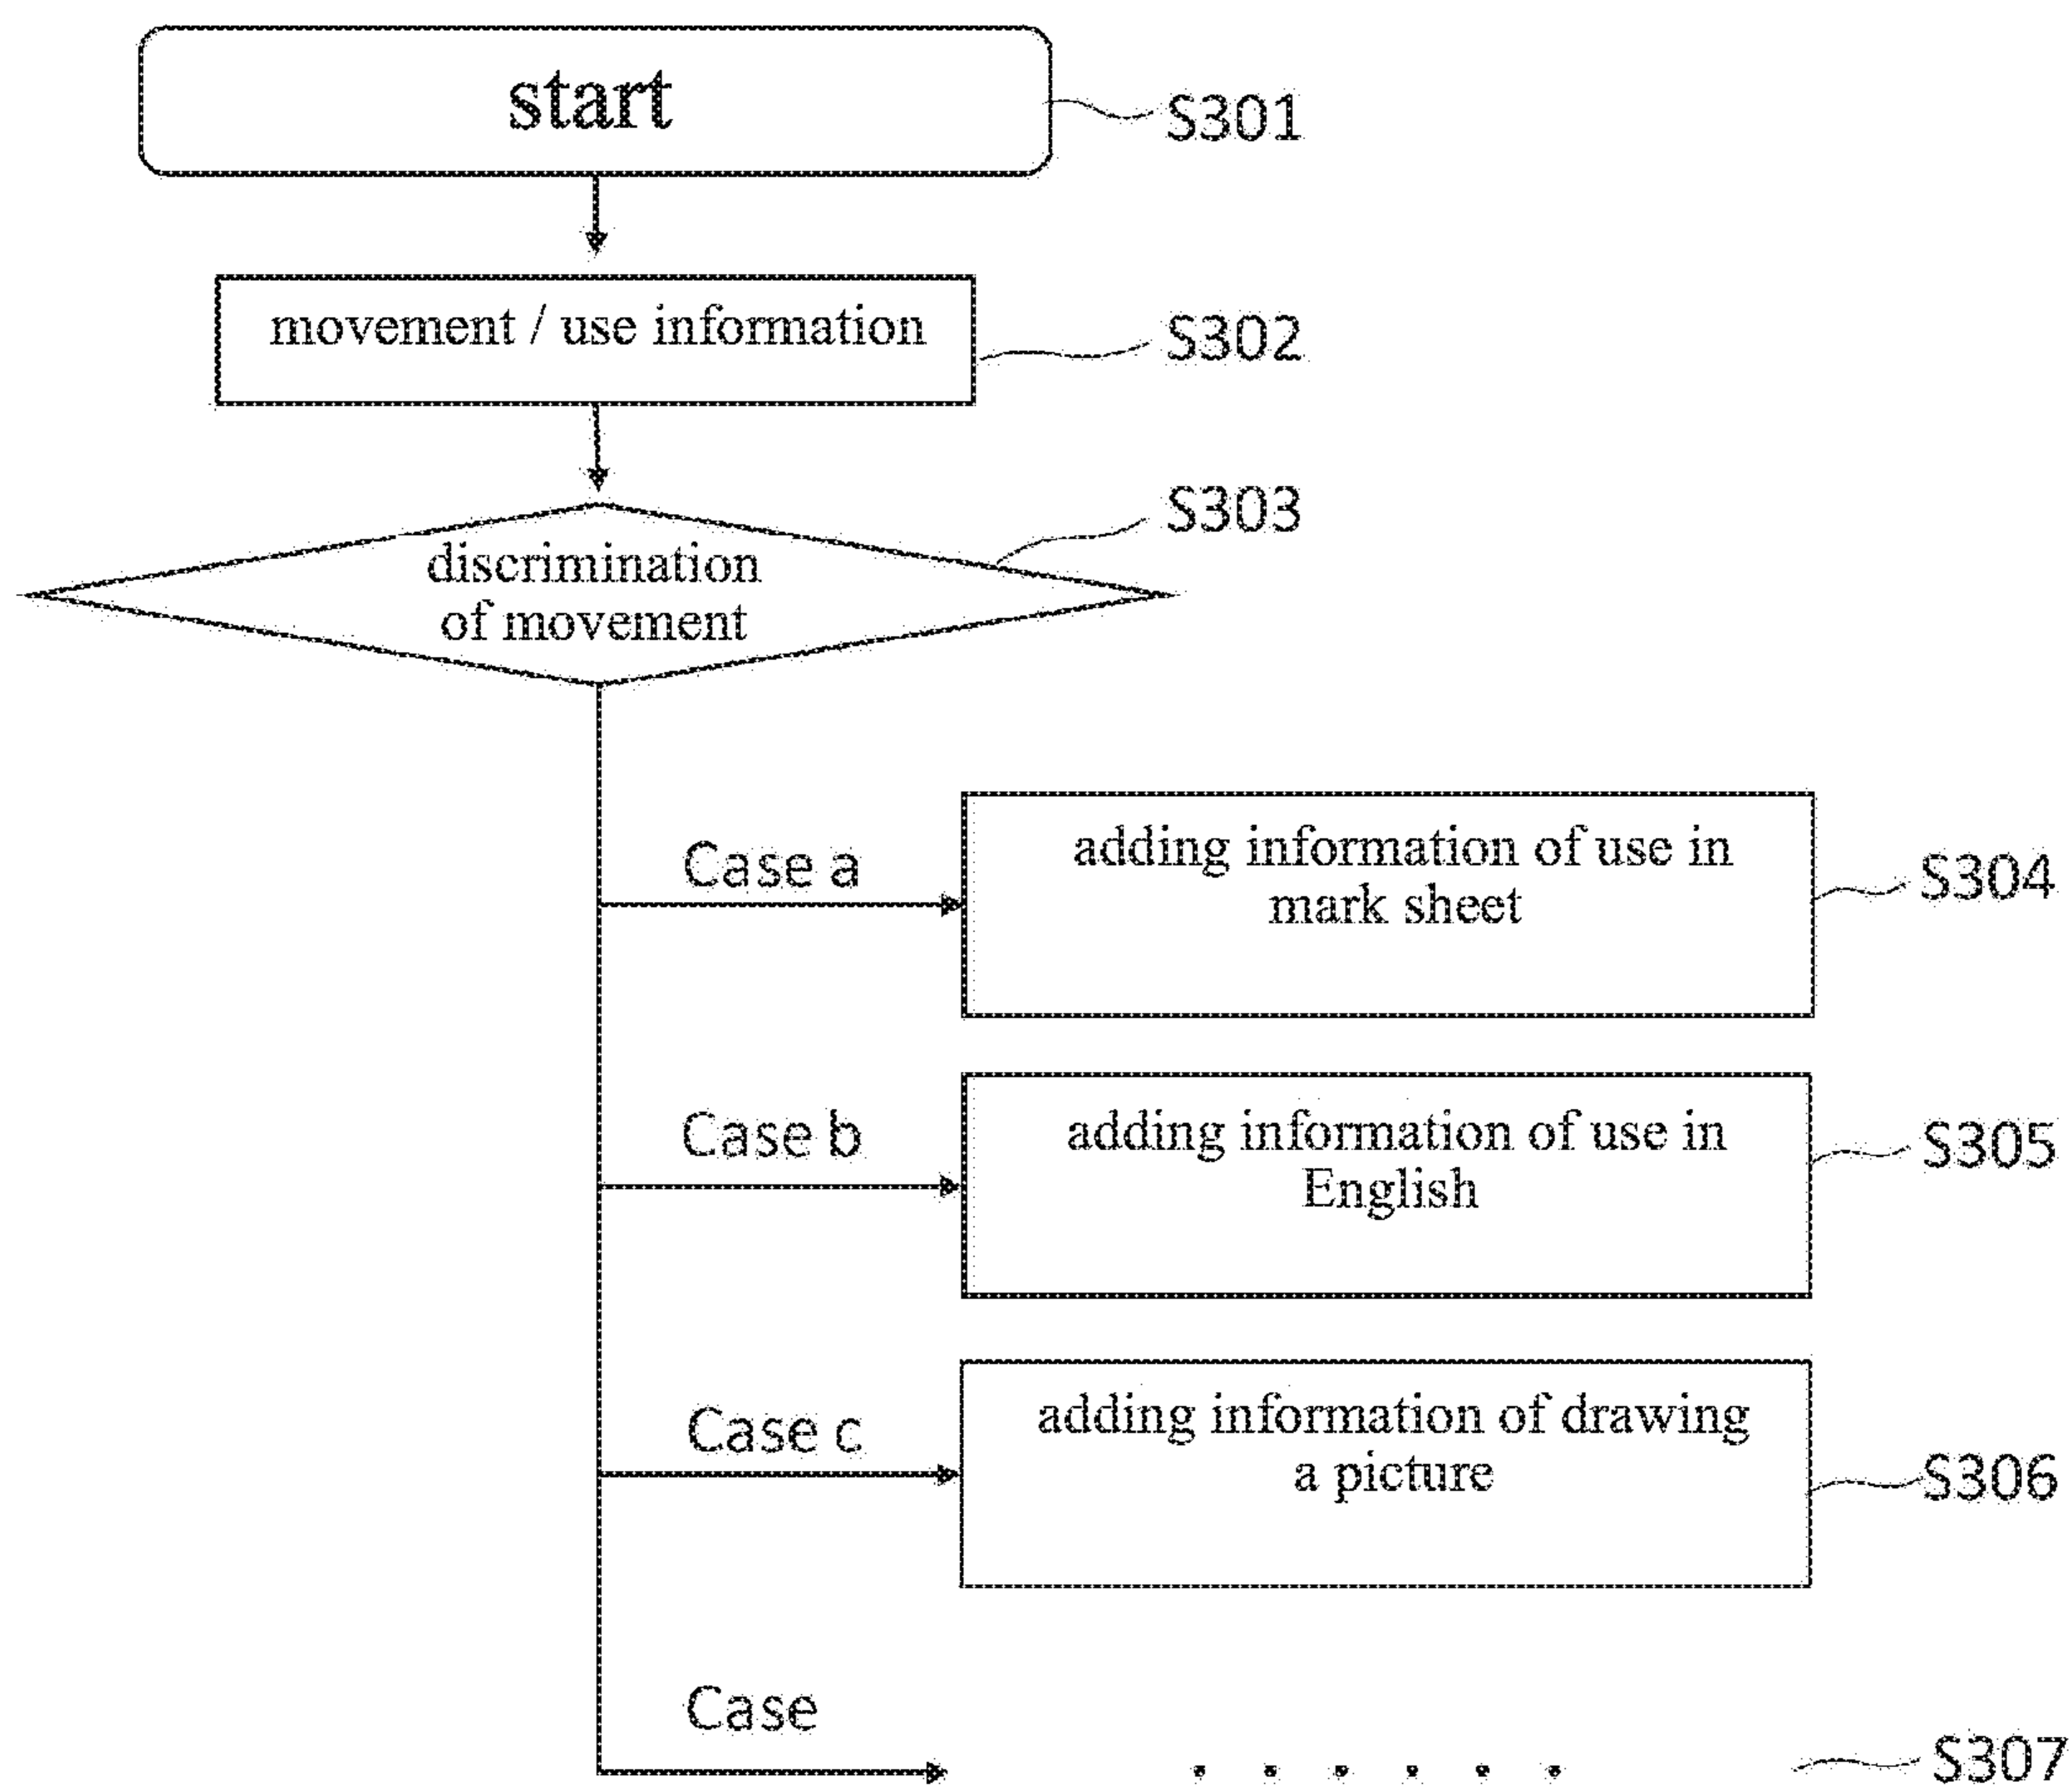 start
S301
movement / use information
S302
S303
discrimination
of movement
Case a
adding information of use in
mark sheet
S304
Case b
adding information of use in
English
S305
Case c
adding information of drawing
a picture
S306
Case
. . . . . .
S307